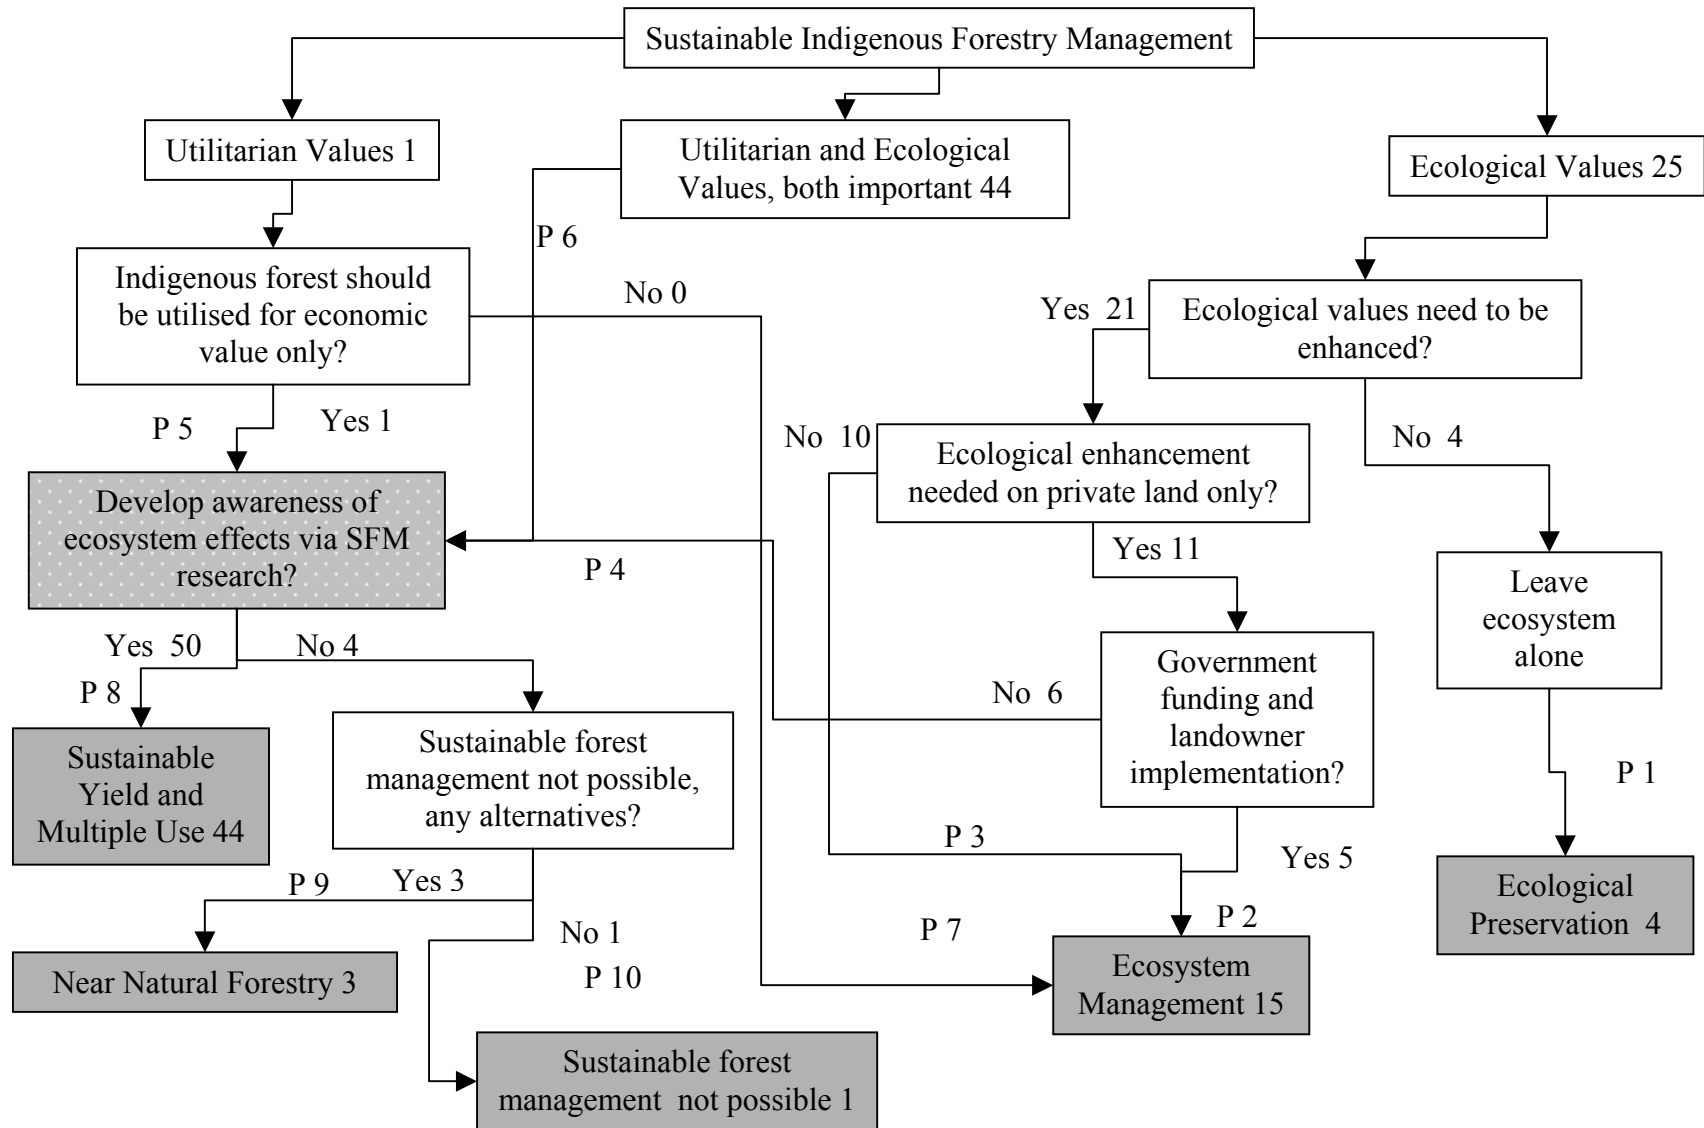 Sustainable Indigenous Forestry Management
Utilitarian Values 1
Utilitarian and Ecological
Values, both important 44
Ecological Values 25
P 6
Indigenous forest should
be utilised for economic
value only?
No 0
Yes 21
Ecological values need to be
enhanced?
P 5
Yes 1
No 10
Ecological enhancement
needed on private land only?
No 4
Develop awareness of
ecosystem effects via SFM
research?
P 4
Yes 11
Leave
ecosystem
alone
Yes 50
No 4
P 8
No 6
Government
funding and
landowner
implementation?
Sustainable
Yield and
Multiple Use 44
Sustainable forest
management not possible,
any alternatives?
P 1
P 3
Yes 5
P 9
Yes 3
Ecological
Preservation 4
No 1
P 10
P 7
P 2
Near Natural Forestry 3
Ecosystem
Management 15
Sustainable forest
management not possible 1